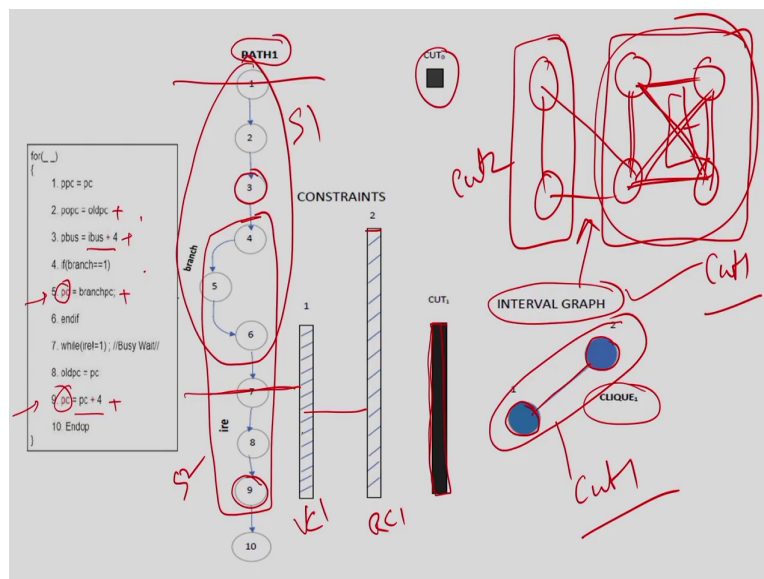 PATH1
CUT₀
for(_ _)
{
1. ppc = pc
2. popc = oldpc +
3. pbus = ibus + 4 +
4. if(branch==1)
5. pc = branchpc; +
6. endif
7. while(iref=1) ; //Busy Wait//
8. oldpc = pc
9. pc = pc + 4 +
10. Endop
}
1
2
3
4
5
6
7
8
9
10
branch
ire
S1
S2
CONSTRAINTS
1
2
VC1
RC1
CUT₁
Cut2
INTERVAL GRAPH
Cut1
2
1
CLIQUE₁
Cut1